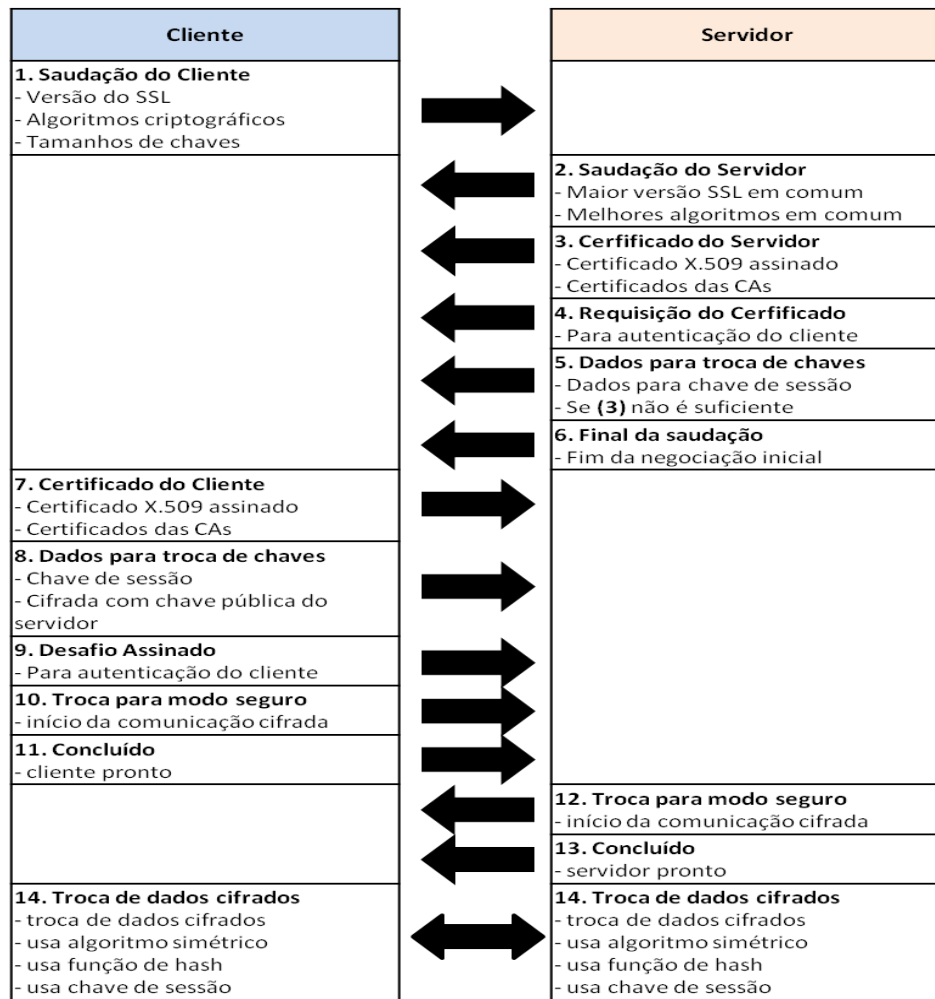 Cliente
Servidor
1. Saudação do Cliente
- Versão do SSL
- Algoritmos criptográficos
- Tamanhos de chaves
2. Saudação do Servidor
- Maior versão SSL em comum
- Melhores algoritmos em comum
3. Cerfificado do Servidor
- Certificado X.509 assinado
- Certificados das CAs
4. Requisição do Cerfificado
- Para autenticação do cliente
5. Dados para troca de chaves
- Dados para chave de sessão
- Se (3) não é suficiente
6. Final da saudação
- Fim da negociação inicial
7. Certificado do Cliente
- Certificado X.509 assinado
- Certificados das CAs
8. Dados para troca de chaves
- Chave de sessão
- Cifrada com chave pública do
servidor
9. Desafio Assinado
- Para autenticação do cliente
10. Troca para modo seguro
- início da comunicação cifrada
11. Concluído
- cliente pronto
12. Troca para modo seguro
- início da comunicação cifrada
13. Concluído
- servidor pronto
14. Troca de dados cifrados
- troca de dados cifrados
- usa algoritmo simétrico
- usa função de hash
- usa chave de sessão
14. Troca de dados cifrados
- troca de dados cifrados
- usa algoritmo simétrico
- usa função de hash
- usa chave de sessão